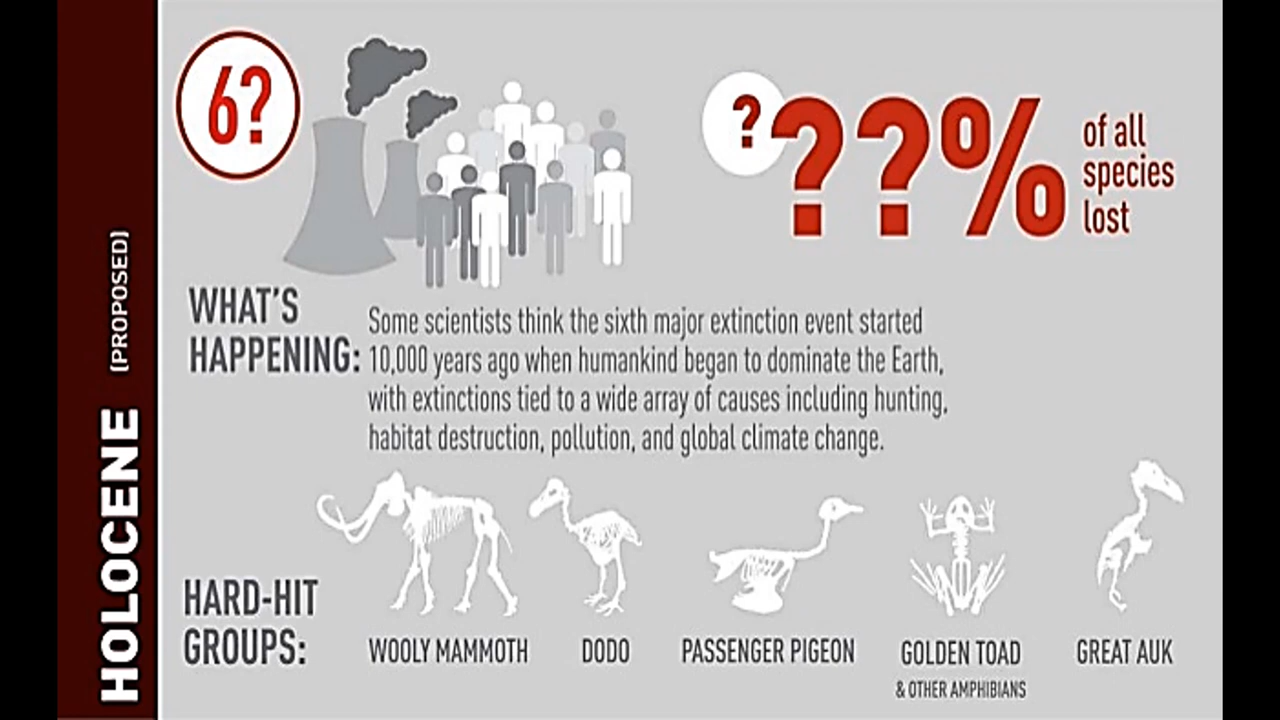 HOLOCENE (PROPOSED)
6?
???%
of all
species
lost
WHAT'S
HAPPENING:
Some scientists think the sixth major extinction event started
10,000 years ago when humankind began to dominate the Earth,
with extinctions tied to a wide array of causes including hunting,
habitat destruction, pollution, and global climate change.
HARD-HIT
GROUPS:
WOOLY MAMMOTH
DODO
PASSENGER PIGEON
GOLDEN TOAD
& OTHER AMPHIBIANS
GREAT AUK